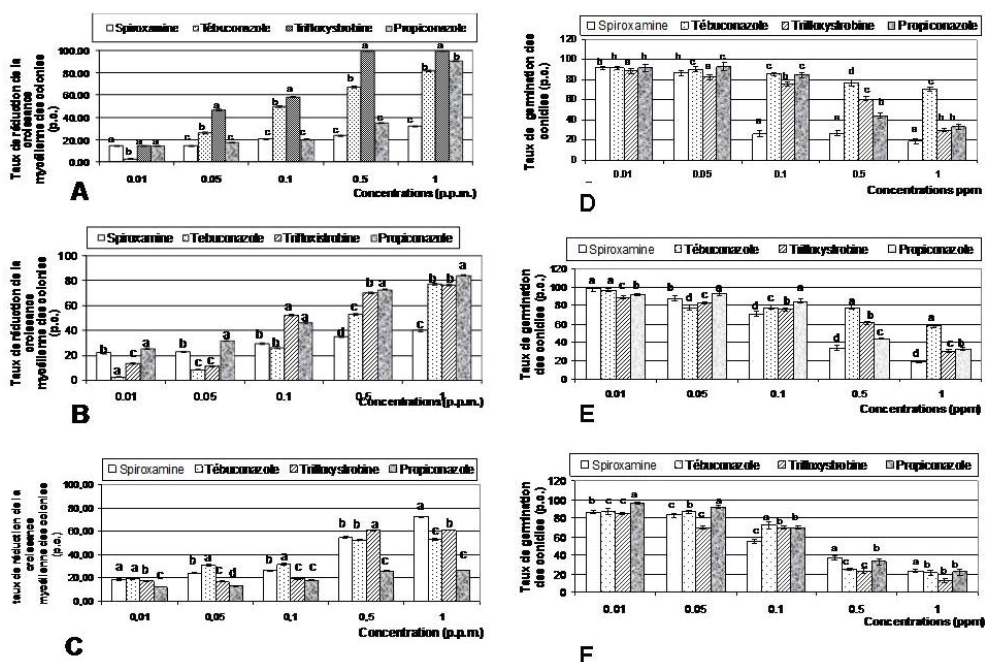 Spiroxamine Tébuconazole Trifloxystrobine Propiconazole
Taux de réduction de la
croissance
mycélienne des colonies
(p.o.)
100,00
80,00
60,00
40,00
20,00
0,00
a b a a
c b a c
c b a c
c b a c
c b a b
0.01 0.05 0.1 0.5 1
Concentrations (p.p.m.)
A
Spiroxamine Tebuconazole Trifloxistrobine Propiconazole
Taux de réduction de la
croissance
mycélienne des colonies
(p.o.)
100
80
60
40
20
0
b a c a
b c c a
b b a a
d c b a
c b b a
0.01 0.05 0.1 0.5 1
Concentrations (p.p.m.)
B
Spiroxamine Tébuconazole Trifloxystrobine Propiconazole
taux de réduction de la
croissance
mycélienne des colonies
(p.o.)
100,00
80,00
60,00
40,00
20,00
0,00
a a b c
b a c d
b a c c
b b a c
a c b c
0,01 0,05 0,1 0,5 1
Concentration (p.p.m.)
C
Spiroxamine Tébuconazole Trifloxystrobine Propiconazole
Taux de germination des
conidies (p.o.)
120
100
80
60
40
20
0
0.01 0.05 0.1 0.5 1
Concentrations ppm
D
Spiroxamine Tébuconazole Trifloxystrobine Propiconazole
Taux de germination
des conidies (p.o.)
120
100
80
60
40
20
0
a a c b
b d c a
d c b a
d a b c
d a c b
0.01 0.05 0.1 0.5 1
Concentrations (ppm)
E
Spiroxamine Tébuconazole Trifloxystrobine Propiconazole
Taux de germination
des conidies (p.o.)
120
100
80
60
40
20
0
b c c a
c b c a
c a b b
a c c b
a b b b
0.01 0.05 0.1 0.5 1
Concentrations (ppm)
F